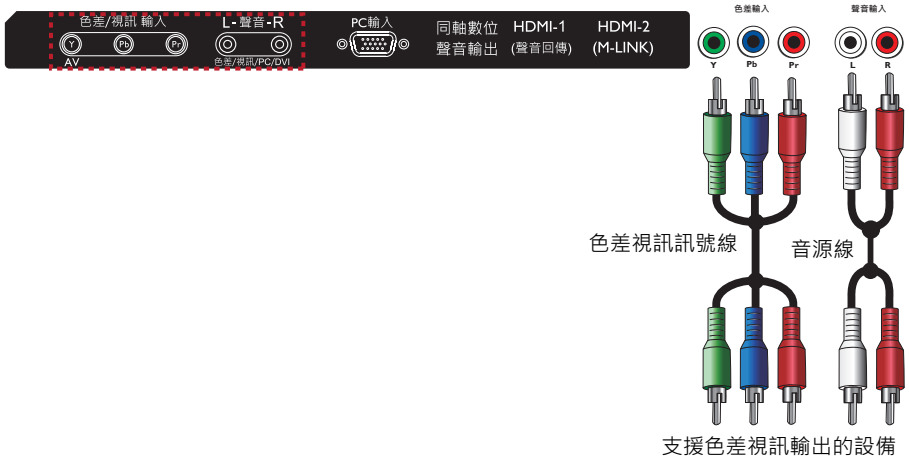 色差/視訊 輸入
Y Pb Pr
AV
L-聲音-R
色差/視訊/PC/DVI
PC輸入
同軸數位
聲音輸出
HDMI-1
(聲音回傳)
HDMI-2
(M-LINK)
色差輸入
Y Pb Pr
聲音輸入
L R
色差視訊訊號線
音源線
支援色差視訊輸出的設備